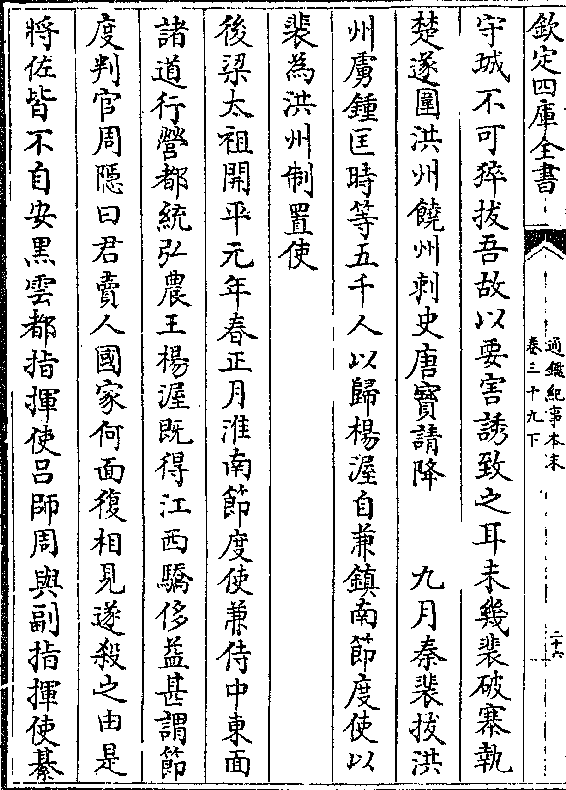 欽定四庫全書
通鑑紀事本末
卷三十九下
二十六
守城不可猝拔吾故以要害誘致之耳未幾裴破寨執
楚遂圍洪州饒州刺史唐寳請降　九月秦裴拔洪
州虜鍾匡時等五千人以歸楊渥自兼鎮南節度使以
裴為洪州制置使
後梁太祖開平元年春正月淮南節度使兼侍中東面
諸道行營都統弘農王楊渥既得江西驕侈益甚謂節
度判官周隱曰君賣人國家何面復相見遂殺之由是
將佐皆不自安黑雲都指揮使吕師周與副指揮使綦